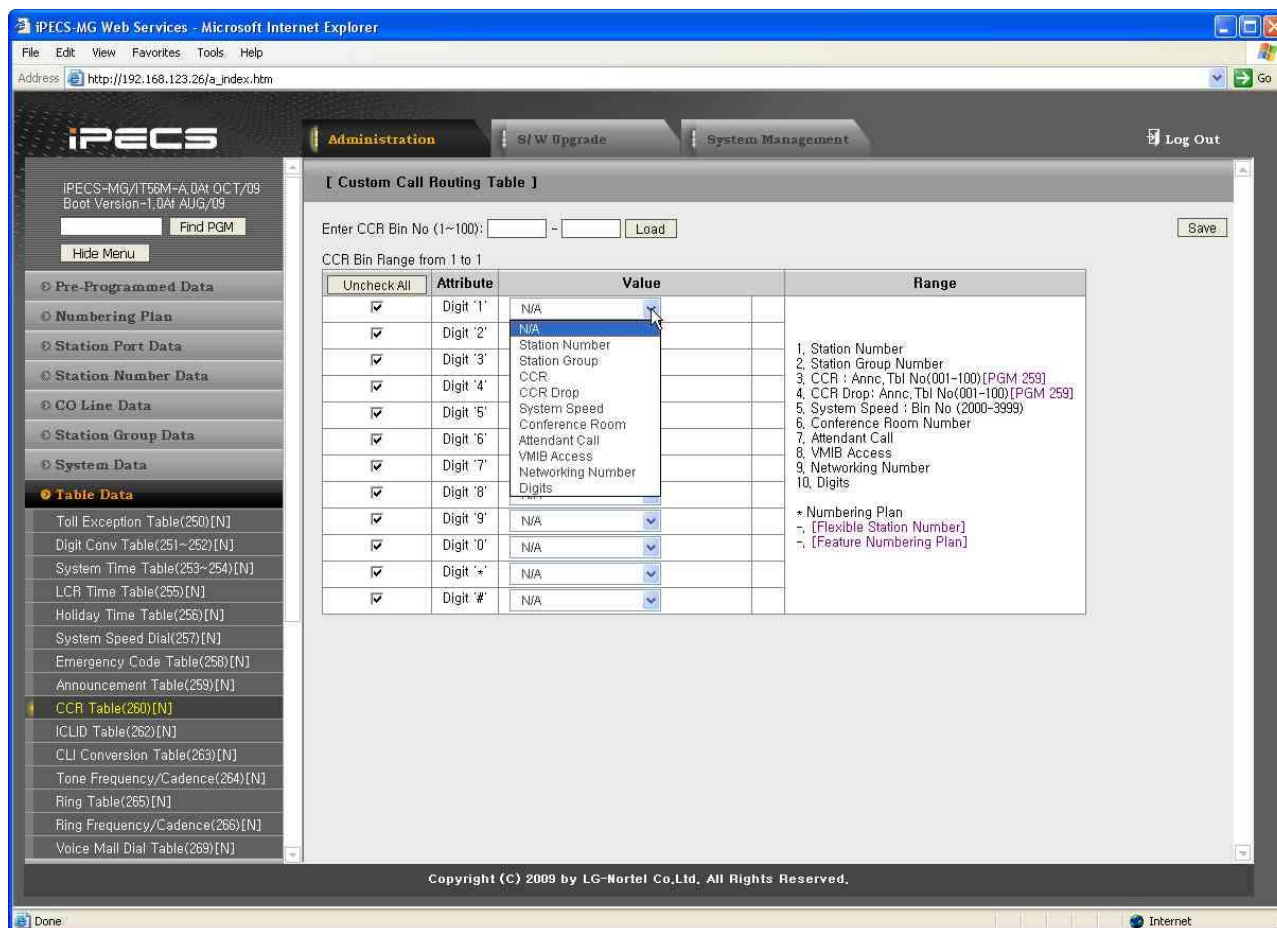 iPECS-MG Web Services - Microsoft Internet Explorer
File Edit View Favorites Tools Help
Address http://192.168.123.26/a_index.htm Go
iPECS
Administration S/W Upgrade System Management Log Out
iPECS-MG/IT56M-A.0At OCT/09
Boot Version-1.0Af AUG/09
Find PGM
Hide Menu
Pre-Programmed Data
Numbering Plan
Station Port Data
Station Number Data
CO Line Data
Station Group Data
System Data
Table Data
Toll Exception Table(250)[N]
Digit Conv Table(251~252)[N]
System Time Table(253~254)[N]
LCR Time Table(255)[N]
Holiday Time Table(256)[N]
System Speed Dial(257)[N]
Emergency Code Table(258)[N]
Announcement Table(259)[N]
CCR Table(260)[N]
ICLID Table(262)[N]
CLI Conversion Table(263)[N]
Tone Frequency/Cadence(264)[N]
Ring Table(265)[N]
Ring Frequency/Cadence(266)[N]
Voice Mail Dial Table(269)[N]
[ Custom Call Routing Table ]
Enter CCR Bin No (1~100): - Load Save
CCR Bin Range from 1 to 1
Uncheck All Attribute Value Range
Digit '1' N/A
Digit '2'
Digit '3'
Digit '4'
Digit '5'
Digit '6'
Digit '7'
Digit '8'
Digit '9' N/A
Digit '0' N/A
Digit '*' N/A
Digit '#' N/A
N/A
Station Number
Station Group
CCR
CCR Drop
System Speed
Conference Room
Attendant Call
VMIB Access
Networking Number
Digits
1. Station Number
2. Station Group Number
3. CCR : Annc. Tbl No(001-100)[PGM 259]
4. CCR Drop: Annc. Tbl No(001-100)[PGM 259]
5. System Speed : Bin No (2000-3999)
6. Conference Room Number
7. Attendant Call
8. VMIB Access
9. Networking Number
10. Digits
* Numbering Plan
-. [Flexible Station Number]
-. [Feature Numbering Plan]
Copyright (C) 2009 by LG-Nortel Co,Ltd. All Rights Reserved.
Done Internet